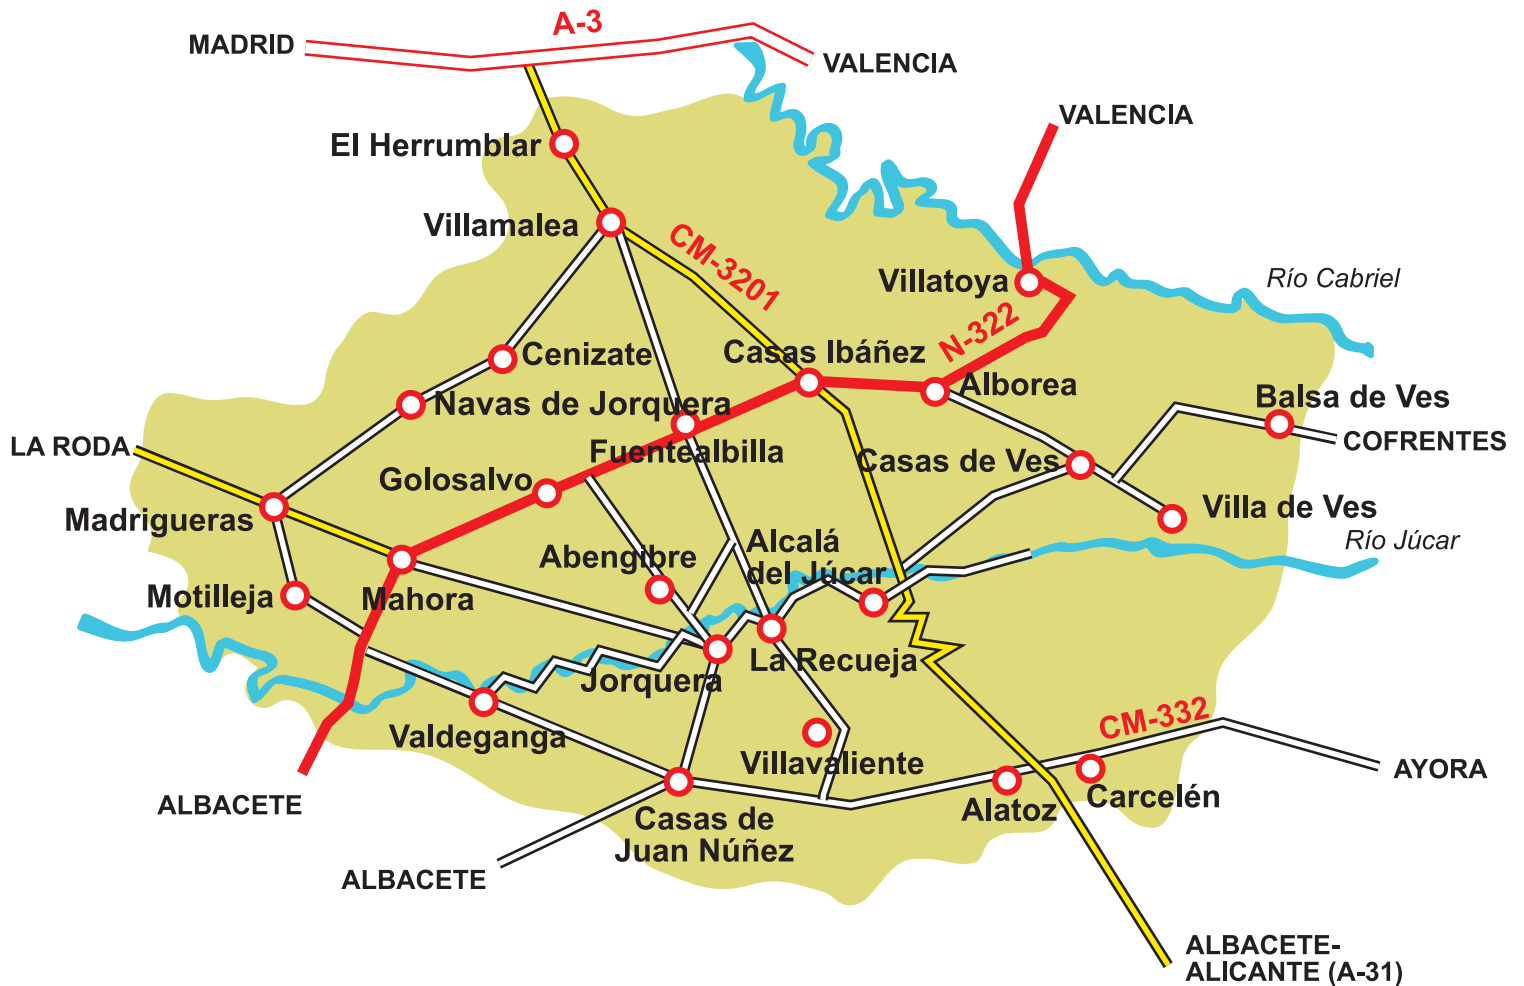 A-3
MADRID
VALENCIA
VALENCIA
El Herrumblar
Villamalea
CM-3201
Villatoya
Río Cabriel
N-322
Cenizate
Casas Ibáñez
Alborea
Balsa de Ves
Navas de Jorquera
LA RODA
Fuentealbilla
COFRENTES
Golosalvo
Casas de Ves
Madrigueras
Villa de Ves
Río Júcar
Abengibre
Alcalá
del Júcar
Motilleja
Mahora
La Recueja
Jorquera
Valdeganga
CM-332
Villavaliente
AYORA
ALBACETE
Alatoz
Carcelén
Casas de
Juan Núñez
ALBACETE
ALBACETE-
ALICANTE (A-31)